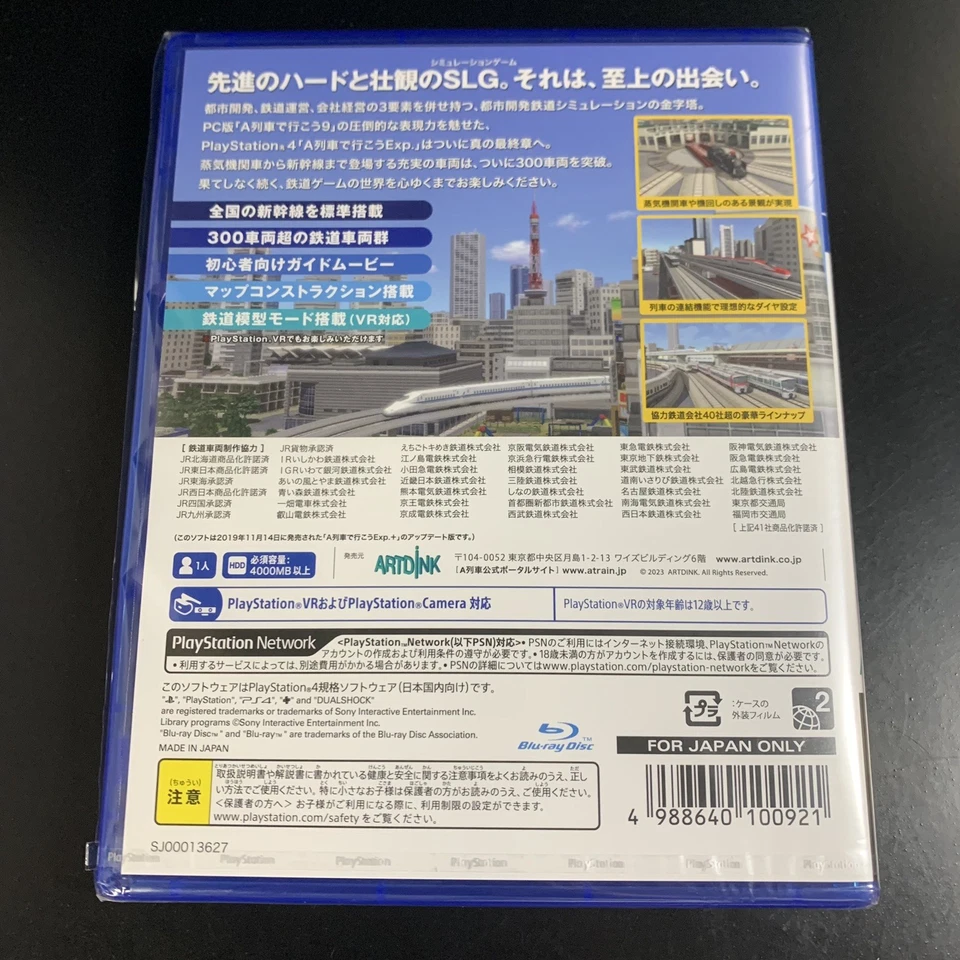 シミュレーションゲーム
先進のハードと壮観のSLG。それは、至上の出会い。
都市開発、鉄道運営、会社経営の3要素を併せ持つ、都市開発鉄道シミュレーションの金字塔。
PC版「A列車で行こう9」の圧倒的な表現力を魅せた、
PlayStation®4「A列車で行こうExp.」はついに真の最終章へ。
蒸気機関車から新幹線まで登場する充実の車両は、ついに300車両を突破。
果てしなく続く、鉄道ゲームの世界を心ゆくまでお楽しみください。
全国の新幹線を標準搭載
300車両超の鉄道車両群
初心者向けガイドムービー
マップコンストラクション搭載
鉄道模型モード搭載(VR対応)
■PlayStation®VRでもお楽しみいただけます
蒸気機関車や機回しのある景観が実現
列車の連結機能で理想的なダイヤ設定
協力鉄道会社40社超の豪華ラインナップ
[ 鉄道車両制作協力 ] JR貨物承認済 えちごトキめき鉄道株式会社 京阪電気鉄道株式会社 東急電鉄株式会社 阪神電気鉄道株式会社
JR北海道商品化許諾済 IRいしかわ鉄道株式会社 江ノ島電鉄株式会社 京浜急行電鉄株式会社 東京地下鉄株式会社 阪急電鉄株式会社
JR東日本商品化許諾済 IGRいわて銀河鉄道株式会社 小田急電鉄株式会社 相模鉄道株式会社 東武鉄道株式会社 広島電鉄株式会社
JR東海承認済 あいの風とやま鉄道株式会社 近畿日本鉄道株式会社 三陸鉄道株式会社 道南いさりび鉄道株式会社 北越急行株式会社
JR西日本商品化許諾済 青い森鉄道株式会社 熊本電気鉄道株式会社 しなの鉄道株式会社 名古屋鉄道株式会社 北陸鉄道株式会社
JR四国承認済 一畑電車株式会社 京王電鉄株式会社 首都圏新都市鉄道株式会社 南海電気鉄道株式会社 東京都交通局
JR九州承認済 叡山電鉄株式会社 京成電鉄株式会社 西武鉄道株式会社 西日本鉄道株式会社 福岡市交通局
[ 上記41社商品化許諾済 ]
(このソフトは2019年11月14日に発売された「A列車で行こうExp.+」のアップデート版です。)
1人
HDD 必須容量:
4000MB以上
発売元
ARTDINK
〒104-0052 東京都中央区月島1-2-13 ワイズビルディング6階 www.artdink.co.jp
[A列車公式ポータルサイト] www.atrain.jp © 2023 ARTDINK. All Rights Reserved.
PlayStation®VRおよびPlayStation®Camera 対応
PlayStation®VRの対象年齢は12歳以上です。
PlayStation Network
<PlayStation™Network(以下PSN)対応>• PSNのご利用にはインターネット接続環境、PlayStation™Networkの
アカウントの作成および利用条件の遵守が必要です。• 18歳未満の方がアカウントを作成するには、保護者の同意が必要です。
• 利用するサービスによっては、別途費用がかかる場合があります。• PSNの詳細についてはwww.playstation.com/playstation-networkをご覧ください。
このソフトウェアはPlayStation®4規格ソフトウェア(日本国内向け)です。
"PS", "PlayStation", "PS4" and "DUALSHOCK"
are registered trademarks or trademarks of Sony Interactive Entertainment Inc.
Library programs ©Sony Interactive Entertainment Inc.
"Blu-ray Disc™" and "Blu-ray™" are trademarks of the Blu-ray Disc Association.
MADE IN JAPAN
Blu-ray Disc™
プラ
:ケースの
外装フィルム
2
FOR JAPAN ONLY
(ちゅうい)
注意
取扱説明書や解説書に書かれている健康と安全に関する注意事項をよくお読みのうえ、正し
い方法でご使用ください。特に小さなお子様は保護者の方がお読みのうえ、ご使用ください。
<保護者の方へ> お子様がご利用になる際に、利用制限の設定ができます。
www.playstation.com/safety をご覧ください。
4 988640 100921
SJ00013627
PlayStation PlayStation PlayStation PlayStation PlayStation PlayStation PlayStation